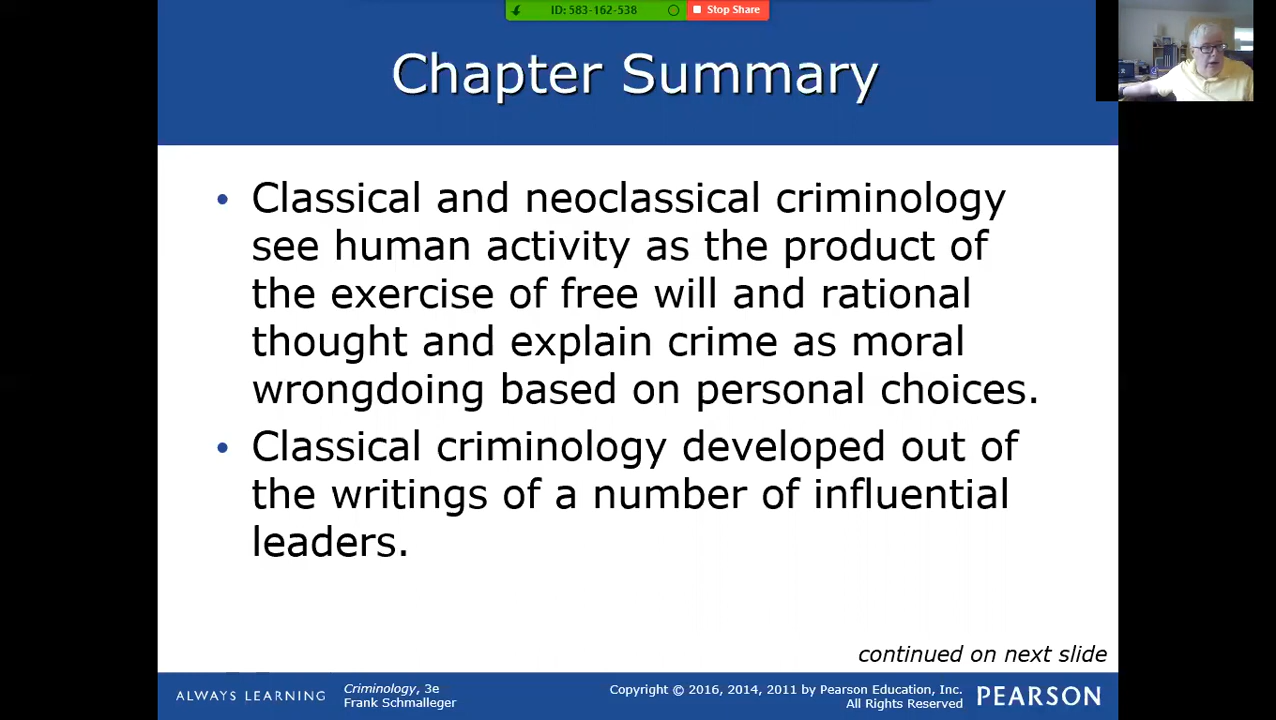 ID: 583-162-538
Stop Share
Chapter Summary
• Classical and neoclassical criminology
see human activity as the product of
the exercise of free will and rational
thought and explain crime as moral
wrongdoing based on personal choices.
• Classical criminology developed out of
the writings of a number of influential
leaders.
continued on next slide
ALWAYS LEARNING
Criminology, 3e
Frank Schmalleger
Copyright © 2016, 2014, 2011 by Pearson Education, Inc.
All Rights Reserved
PEARSON